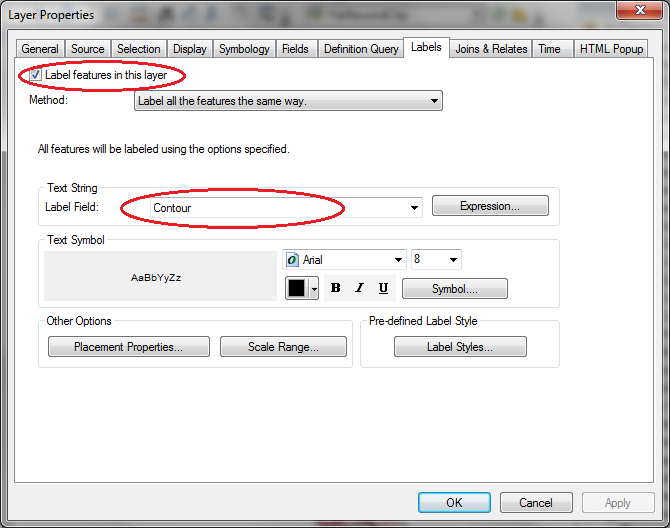 Layer Properties
General Source Selection Display Symbology Fields Definition Query Labels Joins & Relates Time HTML Popup
Label features in this layer
Method: Label all the features the same way.
All features will be labeled using the options specified.
Text String
Label Field: Contour Expression...
Text Symbol
AaBbYyZz
O Arial 8
B I U Symbol....
Other Options
Placement Properties... Scale Range...
Pre-defined Label Style
Label Styles...
OK Cancel Apply